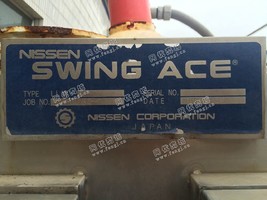 NISSEN
SWING ACE®
TYPE SERIAL NO.
JOB NO. DATE
NISSEN CORPORATION
JAPAN